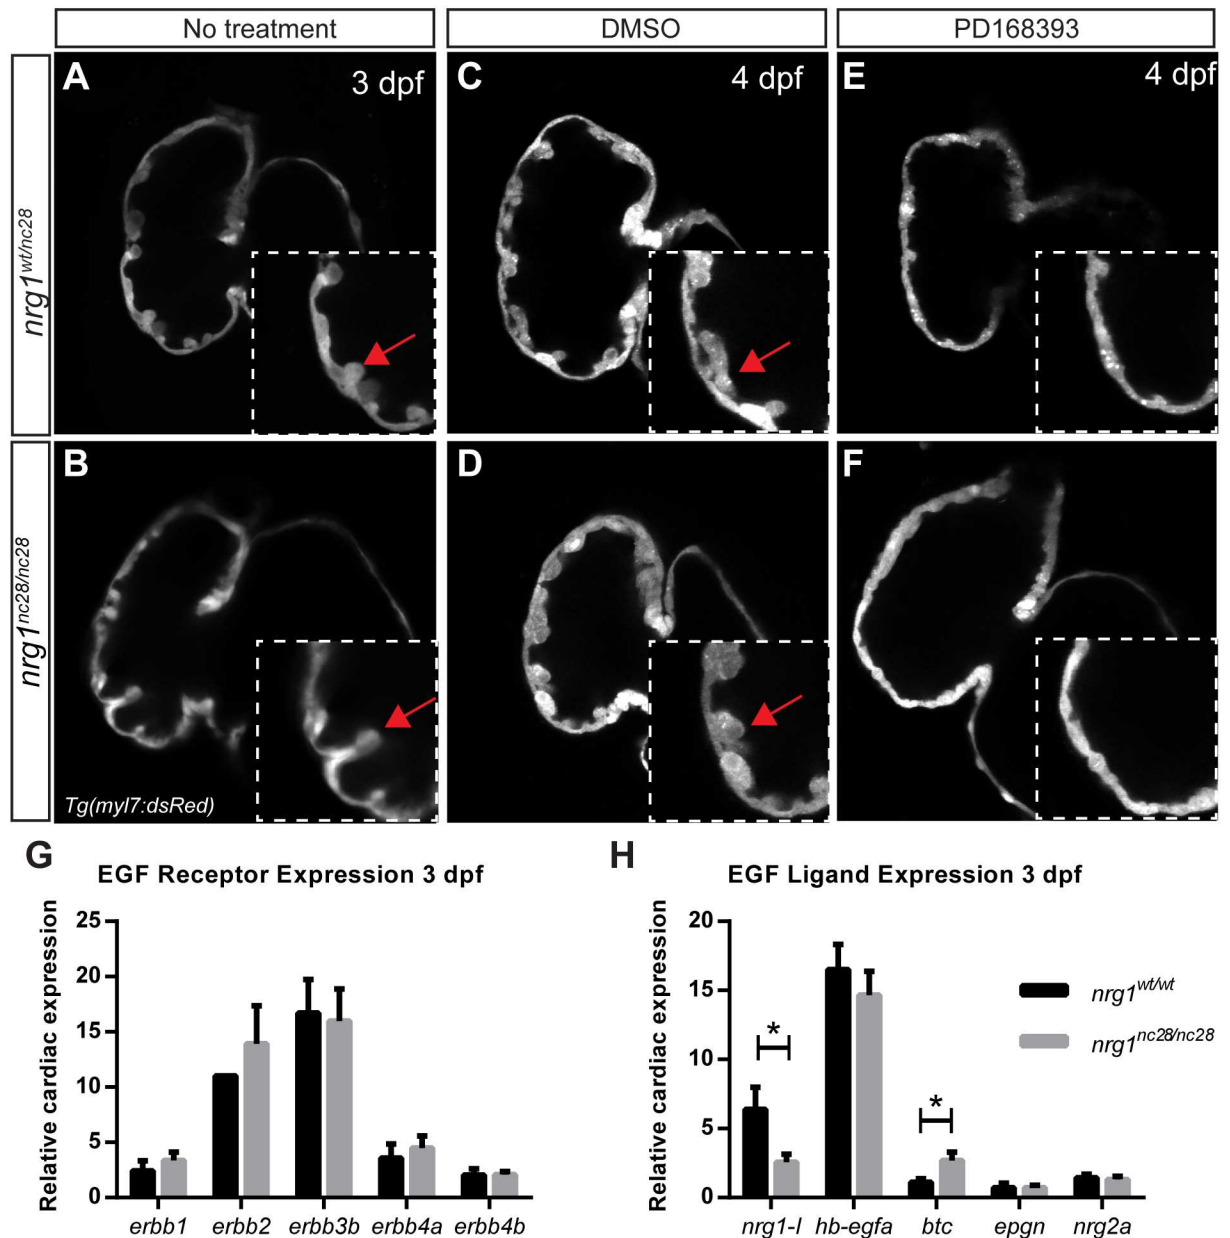 No treatment
DMSO
PD168393
nrg1wt/nc28
A
3 dpf
C
4 dpf
E
4 dpf
nrg1nc28/nc28
B
Tg(myl7:dsRed)
D
F
G
EGF Receptor Expression 3 dpf
Relative cardiac expression
25
20
15
10
5
0
erbb1
erbb2
erbb3b
erbb4a
erbb4b
H
EGF Ligand Expression 3 dpf
Relative cardiac expression
20
15
10
5
0
*
*
nrg1-I
hb-egfa
btc
epgn
nrg2a
nrg1wt/wt
nrg1nc28/nc28